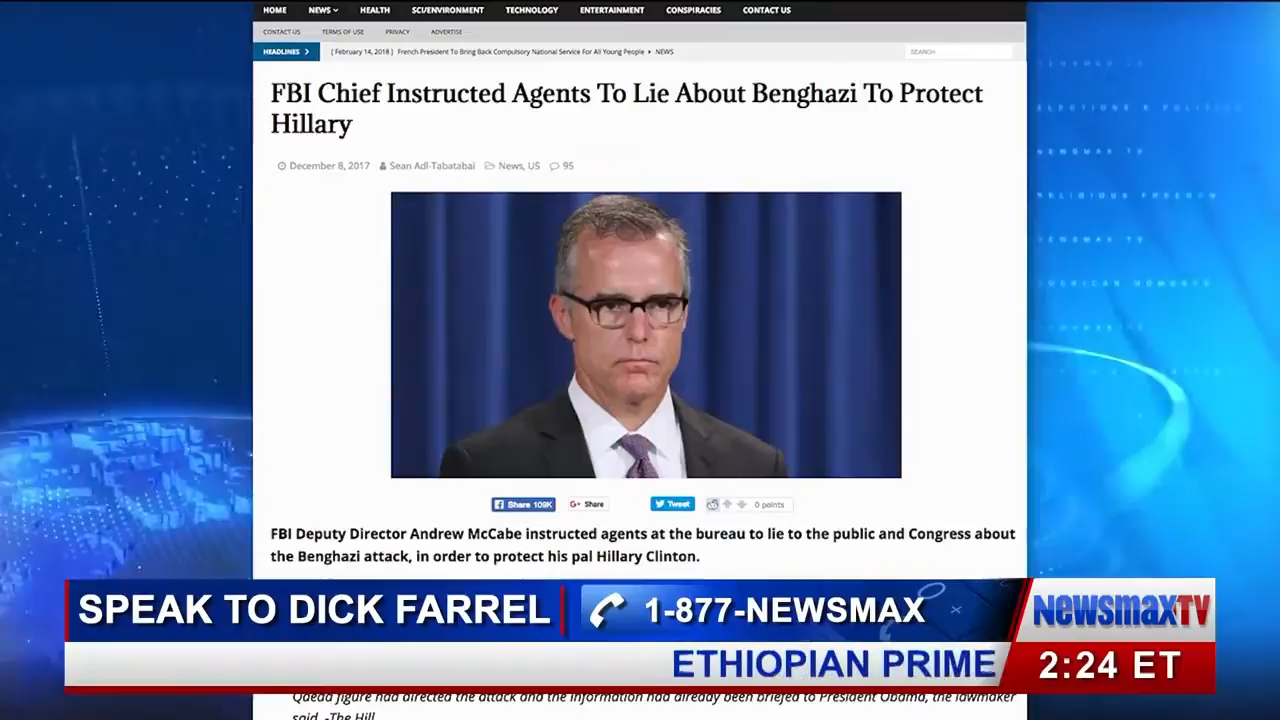 HOME NEWS HEALTH SCI/ENVIRONMENT TECHNOLOGY ENTERTAINMENT CONSPIRACIES CONTACT US
CONTACT US TERMS OF USE PRIVACY ADVERTISE
HEADLINES [ February 14, 2018 ] French President To Bring Back Compulsory National Service For All Young People NEWS SEARCH
FBI Chief Instructed Agents To Lie About Benghazi To Protect
Hillary
December 8, 2017 Sean Adl-Tabatabai News, US 95
Share 109K G+ Share Tweet 0 points
FBI Deputy Director Andrew McCabe instructed agents at the bureau to lie to the public and Congress about
the Benghazi attack, in order to protect his pal Hillary Clinton.
SPEAK TO DICK FARREL 1-877-NEWSMAX NEWSMAXTV
ETHIOPIAN PRIME 2:24 ET
Qaeda figure had directed the attack and the information had already been briefed to President Obama, the lawmaker
said. -The Hill
NEWSMAX TV
RELIGIOUS FREEDOM
NEWSMAX TV